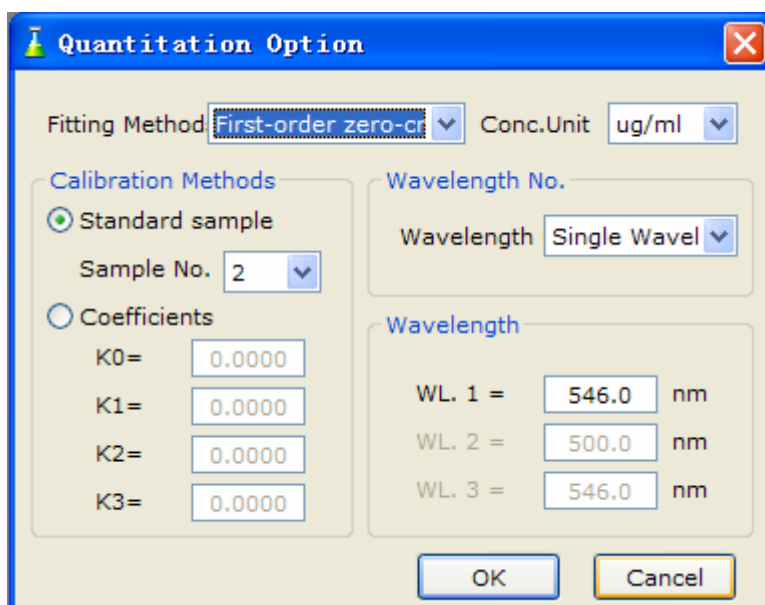 Quantitation Option
Fitting Method First-order zero-cr Conc.Unit ug/ml
Calibration Methods
Standard sample
Sample No. 2
Coefficients
K0= 0.0000
K1= 0.0000
K2= 0.0000
K3= 0.0000
Wavelength No.
Wavelength Single Wavel
Wavelength
WL. 1 = 546.0 nm
WL. 2 = 500.0 nm
WL. 3 = 546.0 nm
OK Cancel